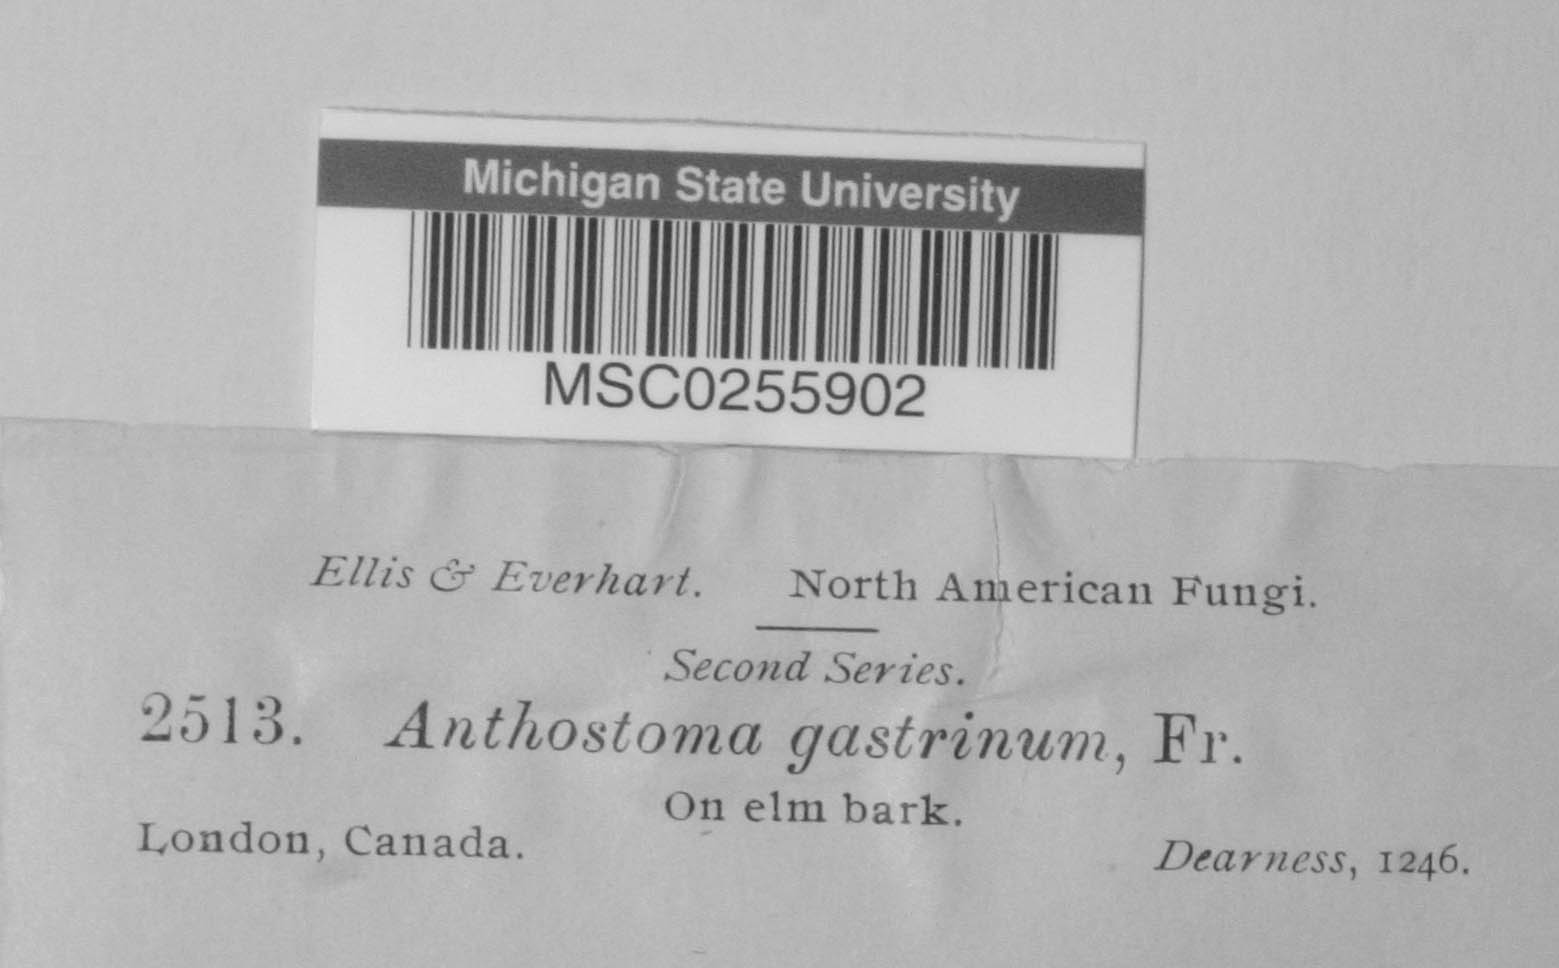 Michigan State University
MSC0255902
Ellis & Everhart. North American Fungi.
Second Series.
2513. Anthostoma gastrinum, Fr.
On elm bark.
London, Canada.
Dearness, 1246.